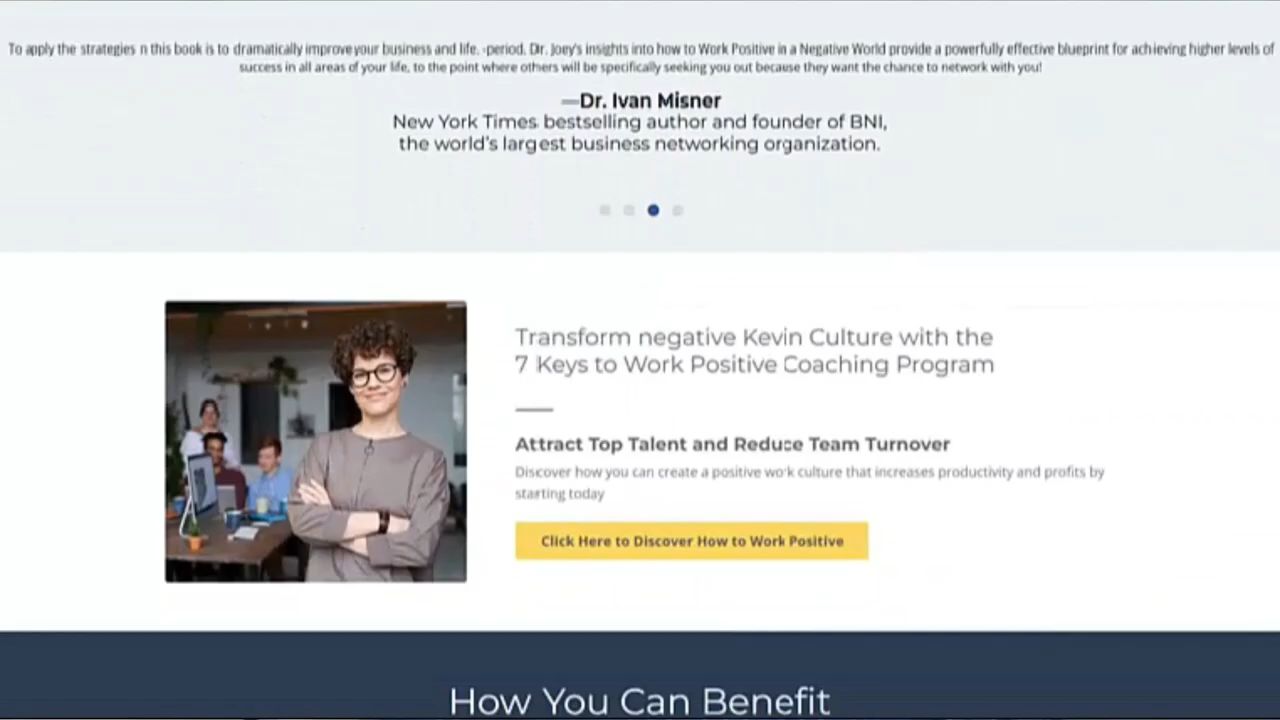 To apply the strategies n this book is to dramatically improve your business and life. -period. Dr. Joey's insights into how to Work Positive in a Negative World provide a powerfully effective blueprint for achieving higher levels of
success in all areas of your life, to the point where others will be specifically seeking you out because they want the chance to network with you!
—Dr. Ivan Misner
New York Times bestselling author and founder of BNI,
the world's largest business networking organization.
Transform negative Kevin Culture with the
7 Keys to Work Positive Coaching Program
Attract Top Talent and Reduce Team Turnover
Discover how you can create a positive work culture that increases productivity and profits by
starting today
Click Here to Discover How to Work Positive
How You Can Benefit